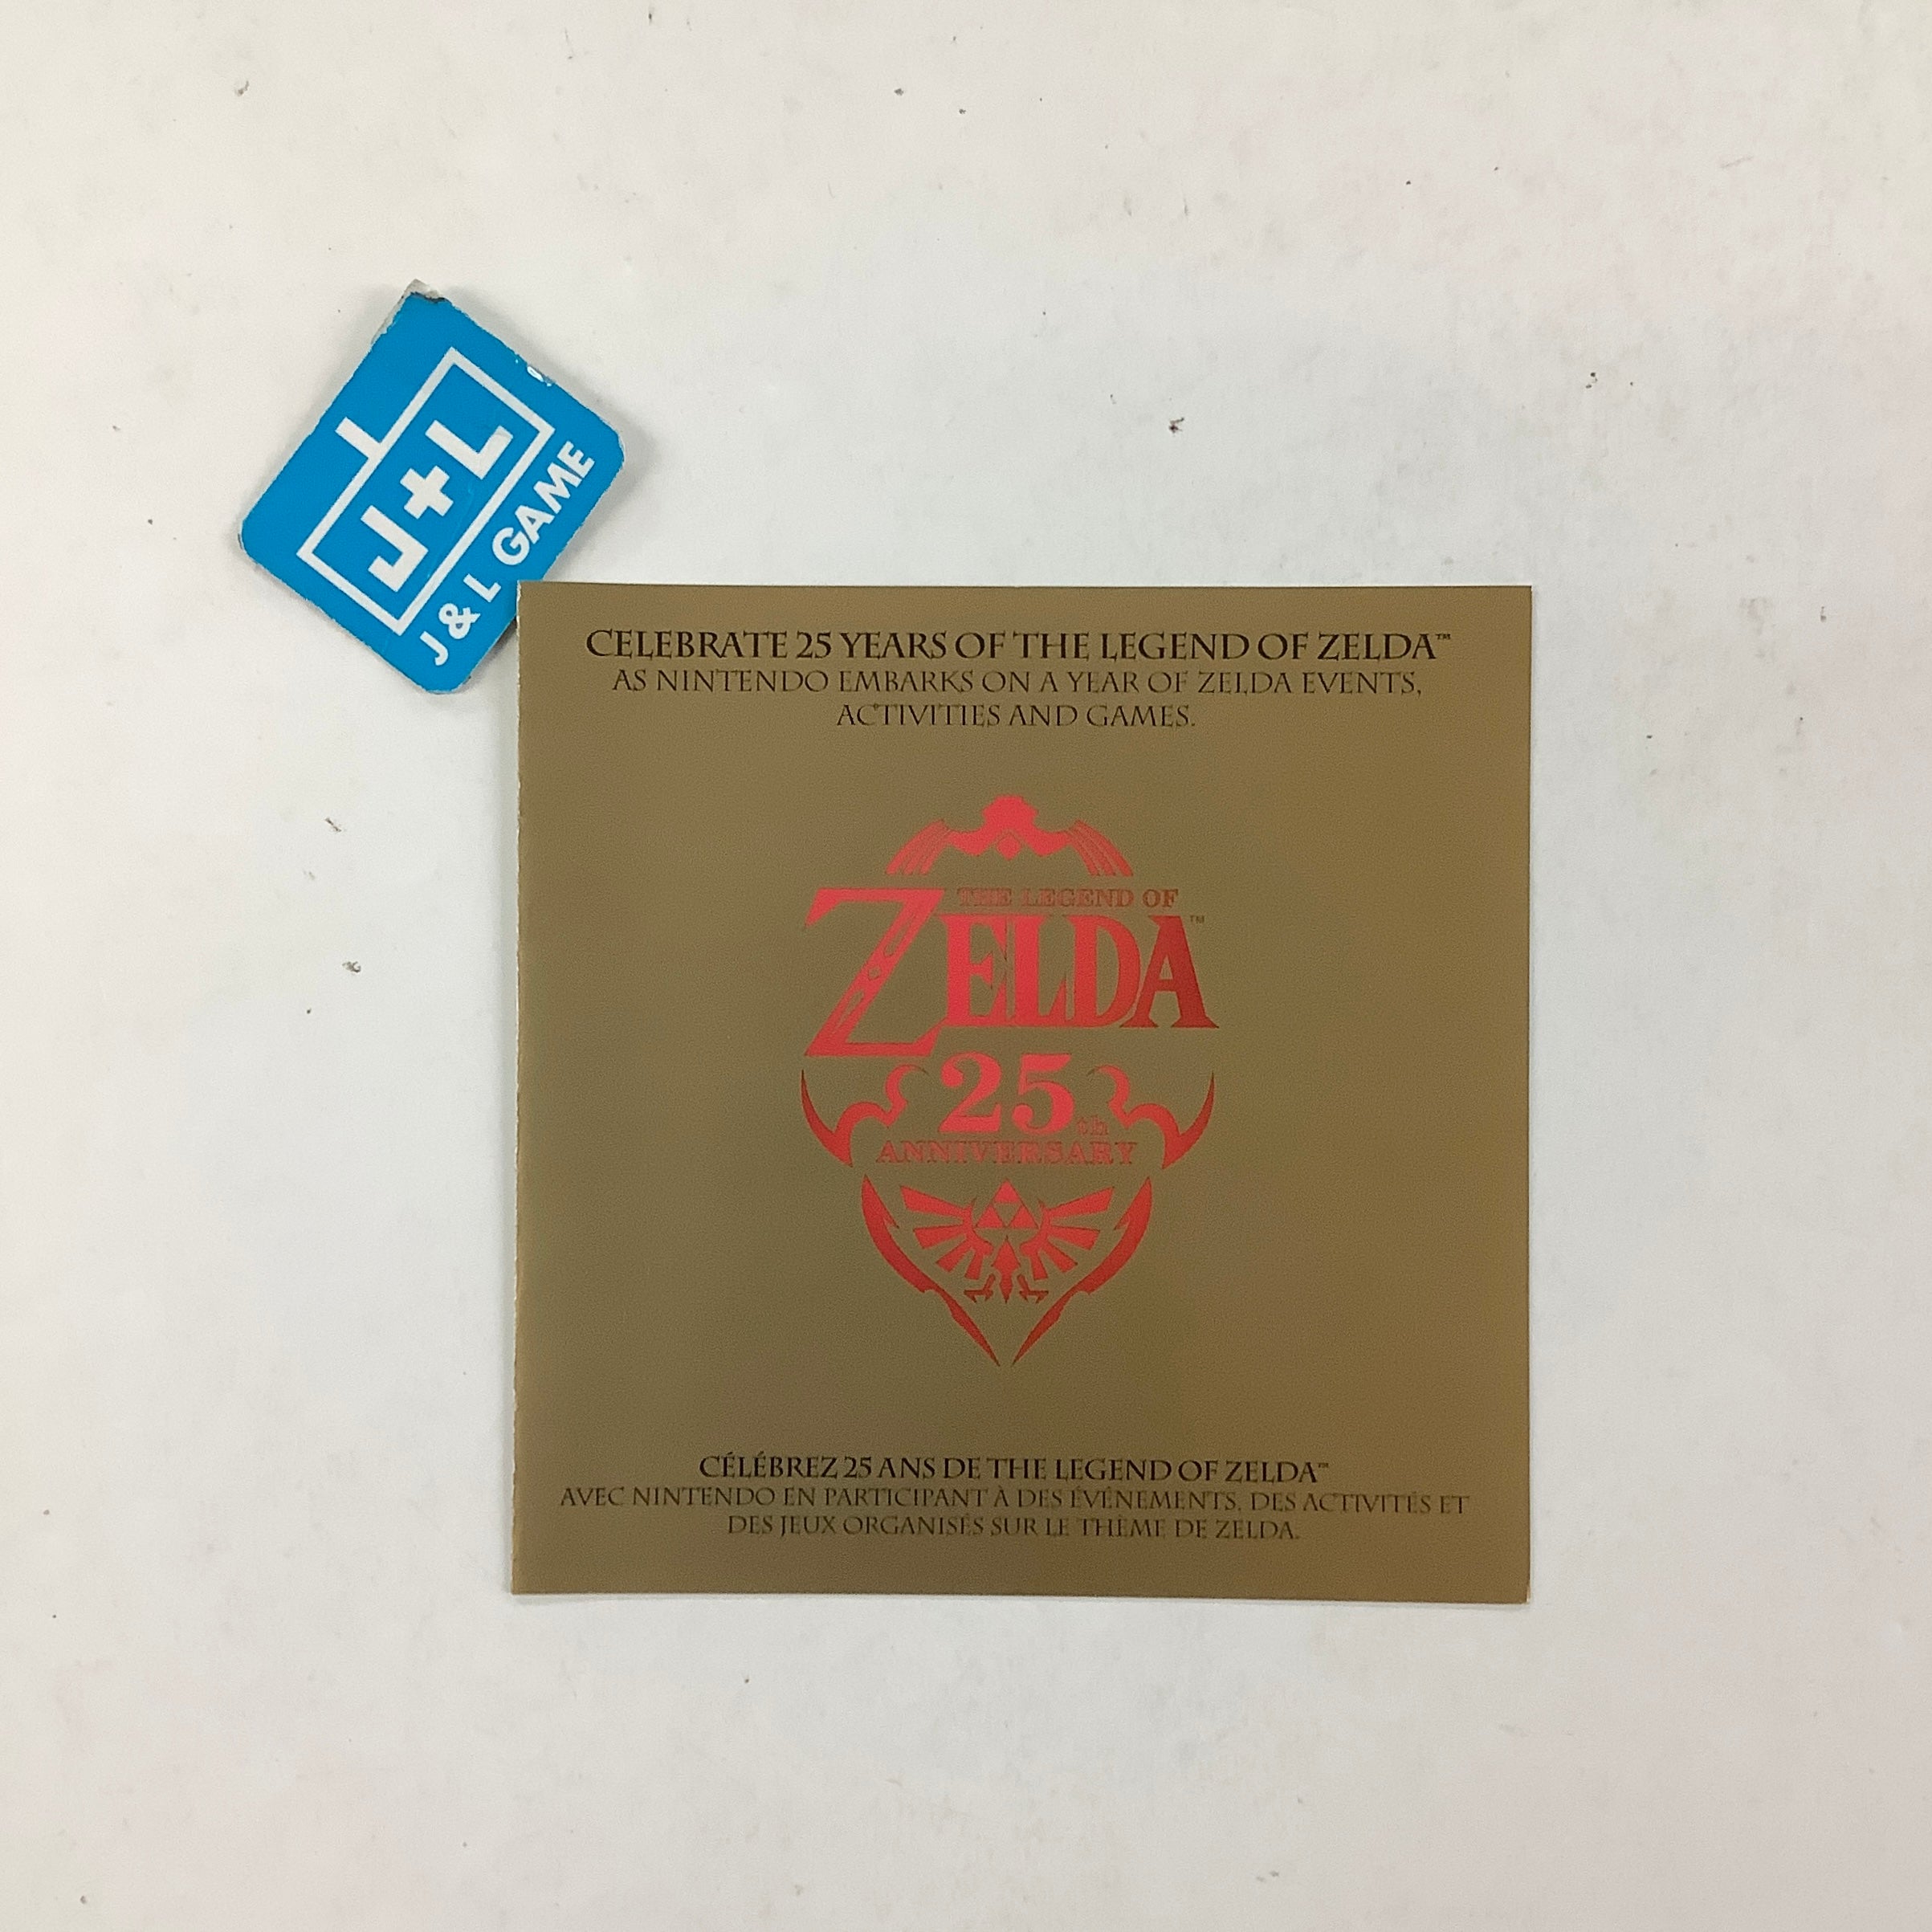 J+L
J & L GAME
CELEBRATE 25 YEARS OF THE LEGEND OF ZELDA™
AS NINTENDO EMBARKS ON A YEAR OF ZELDA EVENTS,
ACTIVITIES AND GAMES.
THE LEGEND OF
ZELDA™
25th
ANNIVERSARY
CÉLÉBREZ 25 ANS DE THE LEGEND OF ZELDA™
AVEC NINTENDO EN PARTICIPANT À DES ÉVÉNEMENTS, DES ACTIVITÉS ET
DES JEUX ORGANISÉS SUR LE THÈME DE ZELDA.